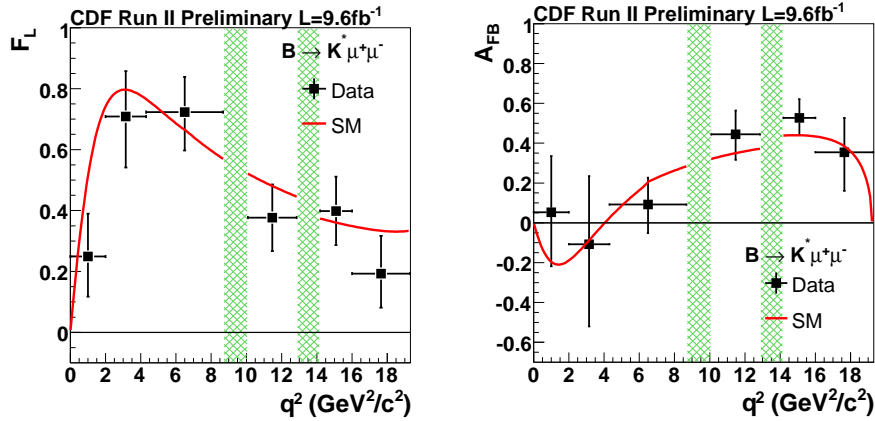 CDF Run II Preliminary L=9.6fb⁻¹
F_L
B → K* μ⁺μ⁻
Data
SM
1
0.8
0.6
0.4
0.2
0
0 2 4 6 8 10 12 14 16 18
q² (GeV²/c²)
CDF Run II Preliminary L=9.6fb⁻¹
A_FB
1
0.8
0.6
0.4
0.2
0
-0.2
-0.4
-0.6
B → K* μ⁺μ⁻
Data
SM
0 2 4 6 8 10 12 14 16 18
q² (GeV²/c²)